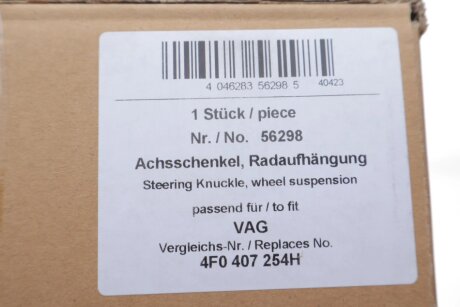 4 046283 56298 5 40423
1 Stück / piece
Nr. / No. 56298
Achsschenkel, Radaufhängung
Steering Knuckle, wheel suspension
passend für / to fit
VAG
Vergleichs-Nr. / Replaces No.
4F0 407 254H